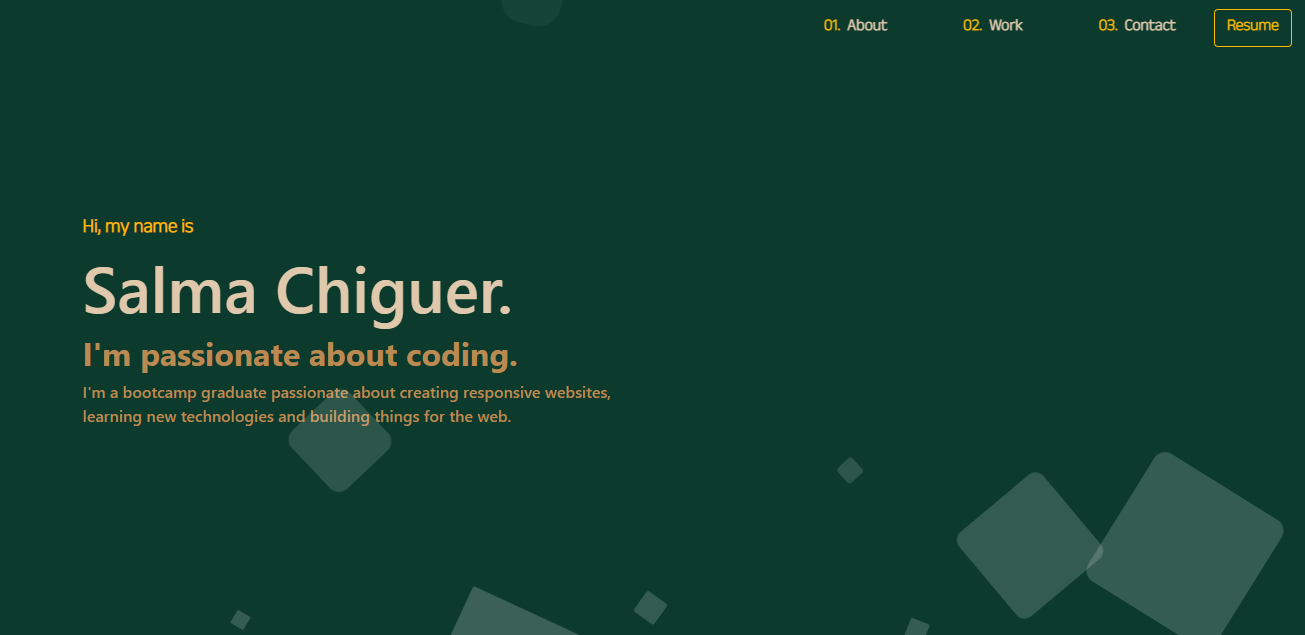 01. About 02. Work 03. Contact Resume
Hi, my name is
Salma Chiguer.
I'm passionate about coding.
I'm a bootcamp graduate passionate about creating responsive websites,
learning new technologies and building things for the web.